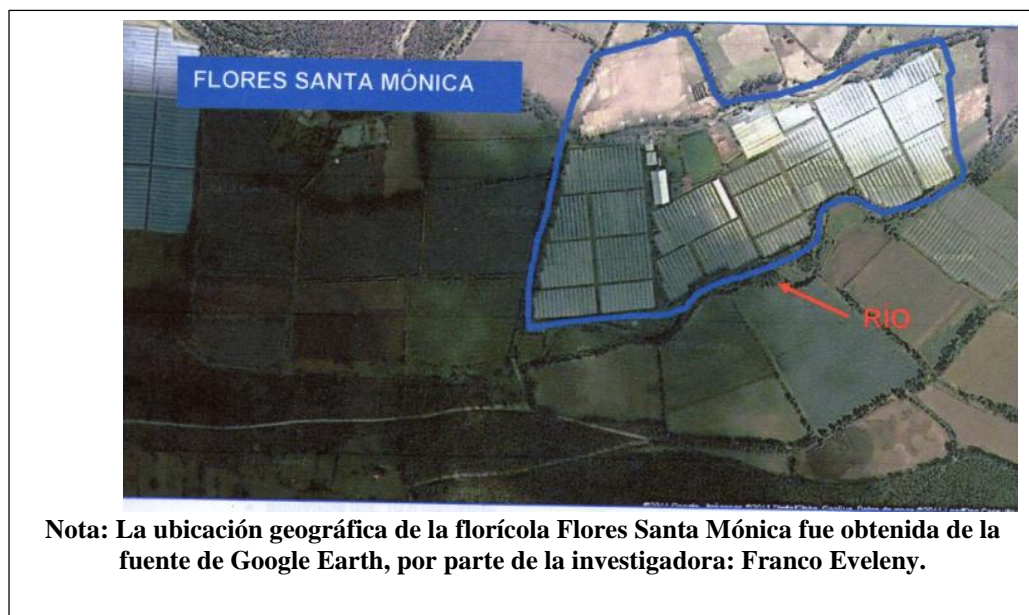 FLORES SANTA MÓNICA
RÍO
Nota: La ubicación geográfica de la florícola Flores Santa Mónica fue obtenida de la
fuente de Google Earth, por parte de la investigadora: Franco Eveleny.